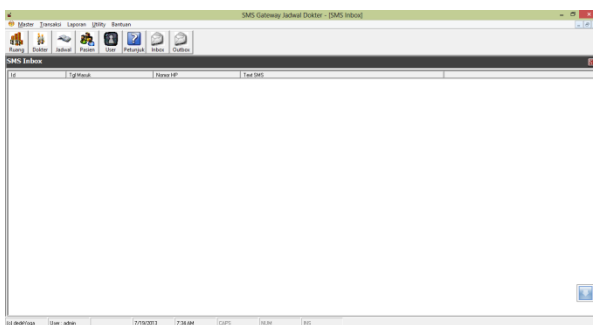 SMS Gateway Jadwal Dokter - [SMS Inbox]
Master Transaksi Laporan Utility Bantuan
Ruang Dokter Jadwal Pasien User Petunjuk Inbox Outbox
SMS Inbox
Id Tgl Masuk Nomor HP Text SMS
User : admin 7/19/2013 7:34 AM CAPS NUM INS